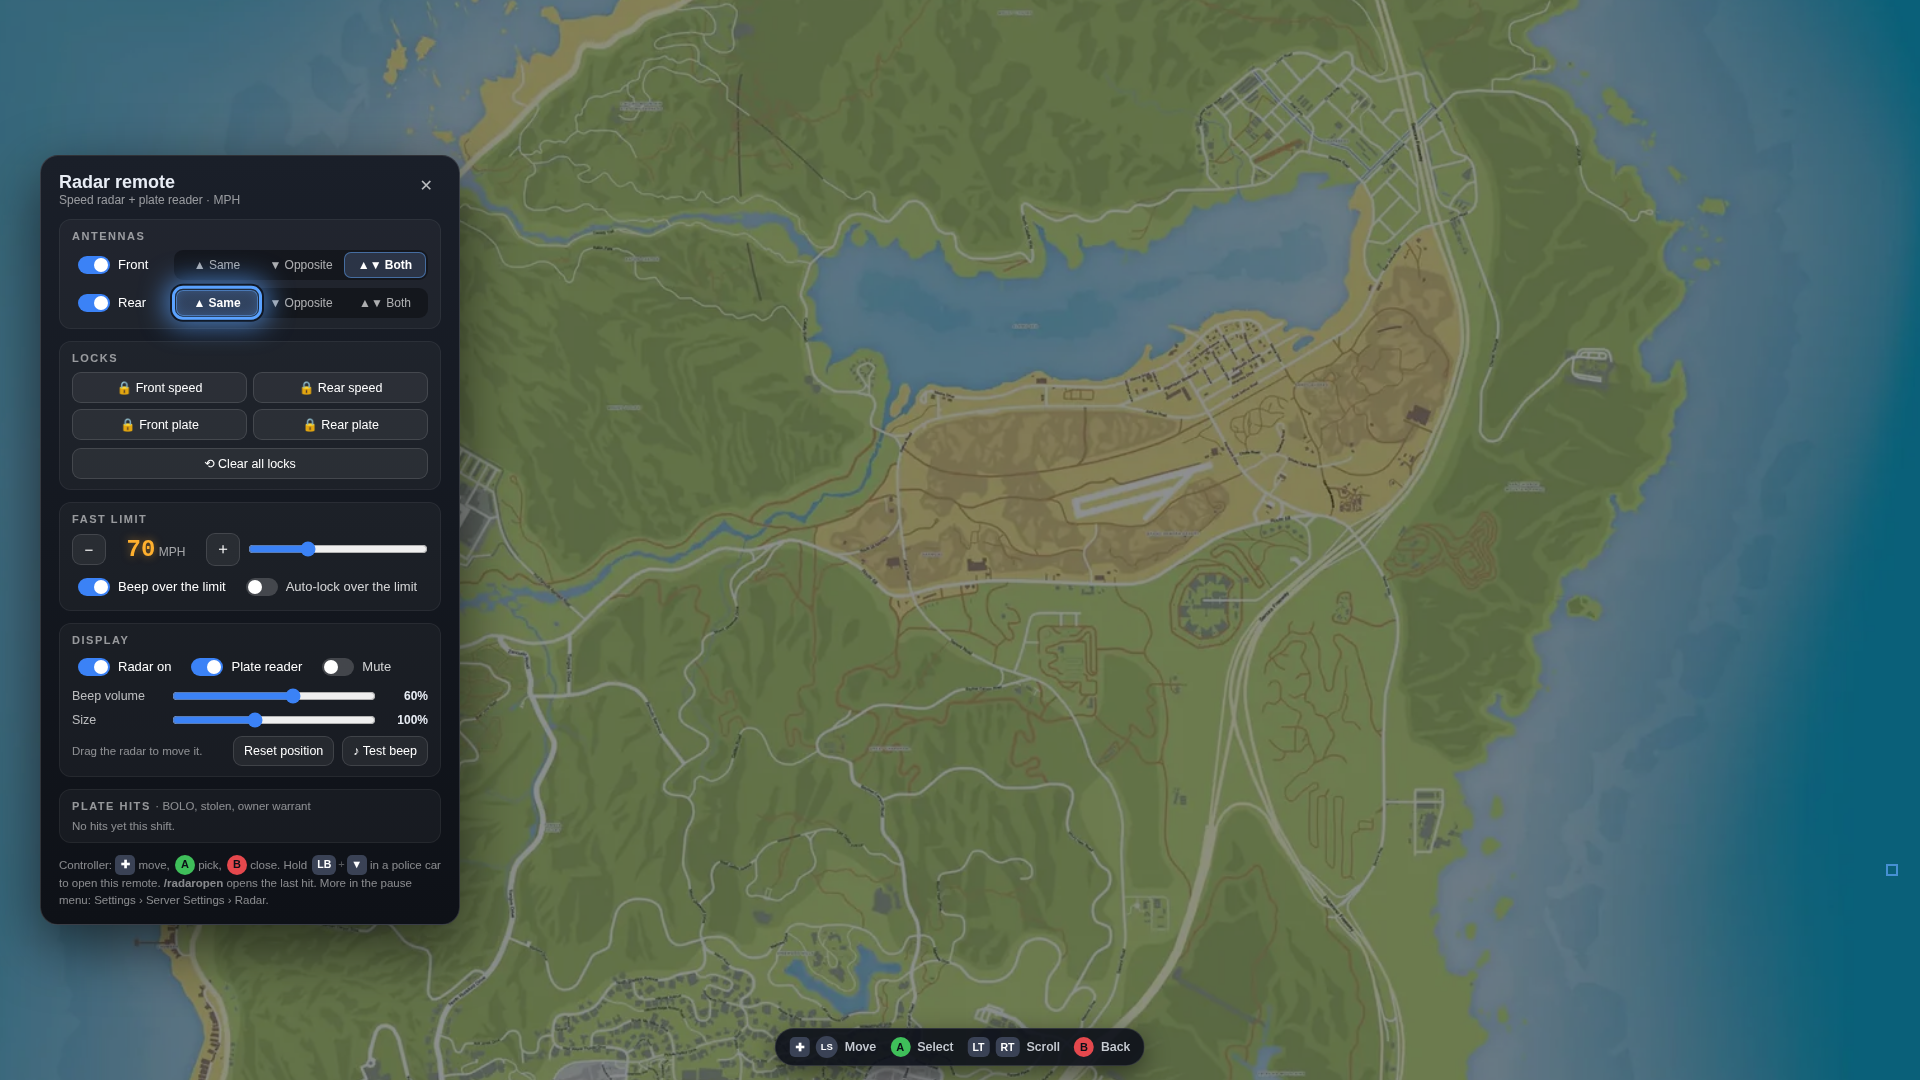 Radar remote
Speed radar + plate reader · MPH
✕
ANTENNAS
Front ▲ Same ▼ Opposite ▲▼ Both
Rear ▲ Same ▼ Opposite ▲▼ Both
LOCKS
🔒 Front speed 🔒 Rear speed
🔒 Front plate 🔒 Rear plate
⟲ Clear all locks
FAST LIMIT
− 70 MPH +
Beep over the limit Auto-lock over the limit
DISPLAY
Radar on Plate reader Mute
Beep volume 60%
Size 100%
Drag the radar to move it. Reset position ♪ Test beep
PLATE HITS · BOLO, stolen, owner warrant
No hits yet this shift.
Controller: ✚ move, A pick, B close. Hold LB + ▼ in a police car
to open this remote. /radaropen opens the last hit. More in the pause
menu: Settings › Server Settings › Radar.
✚ LS Move A Select LT RT Scroll B Back